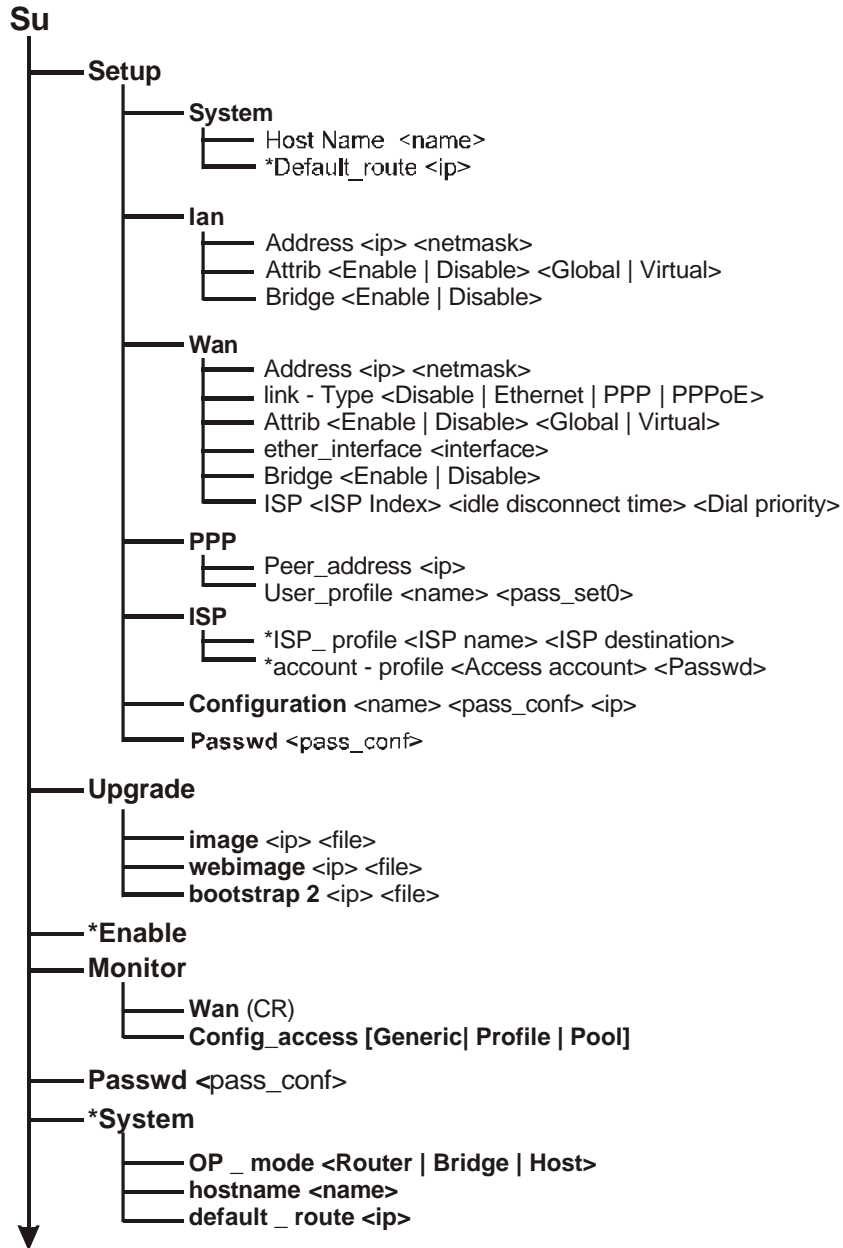 Su
Setup
System
Host Name <name>
*Default_route <ip>
lan
Address <ip> <netmask>
Attrib <Enable | Disable> <Global | Virtual>
Bridge <Enable | Disable>
Wan
Address <ip> <netmask>
link - Type <Disable | Ethernet | PPP | PPPoE>
Attrib <Enable | Disable> <Global | Virtual>
ether_interface <interface>
Bridge <Enable | Disable>
ISP <ISP Index> <idle disconnect time> <Dial priority>
PPP
Peer_address <ip>
User_profile <name> <pass_set0>
ISP
*ISP_ profile <ISP name> <ISP destination>
*account - profile <Access account> <Passwd>
Configuration <name> <pass_conf> <ip>
Passwd <pass_conf>
Upgrade
image <ip> <file>
webimage <ip> <file>
bootstrap 2 <ip> <file>
*Enable
Monitor
Wan (CR)
Config_access [Generic| Profile | Pool]
Passwd <pass_conf>
*System
OP _ mode <Router | Bridge | Host>
hostname <name>
default _ route <ip>